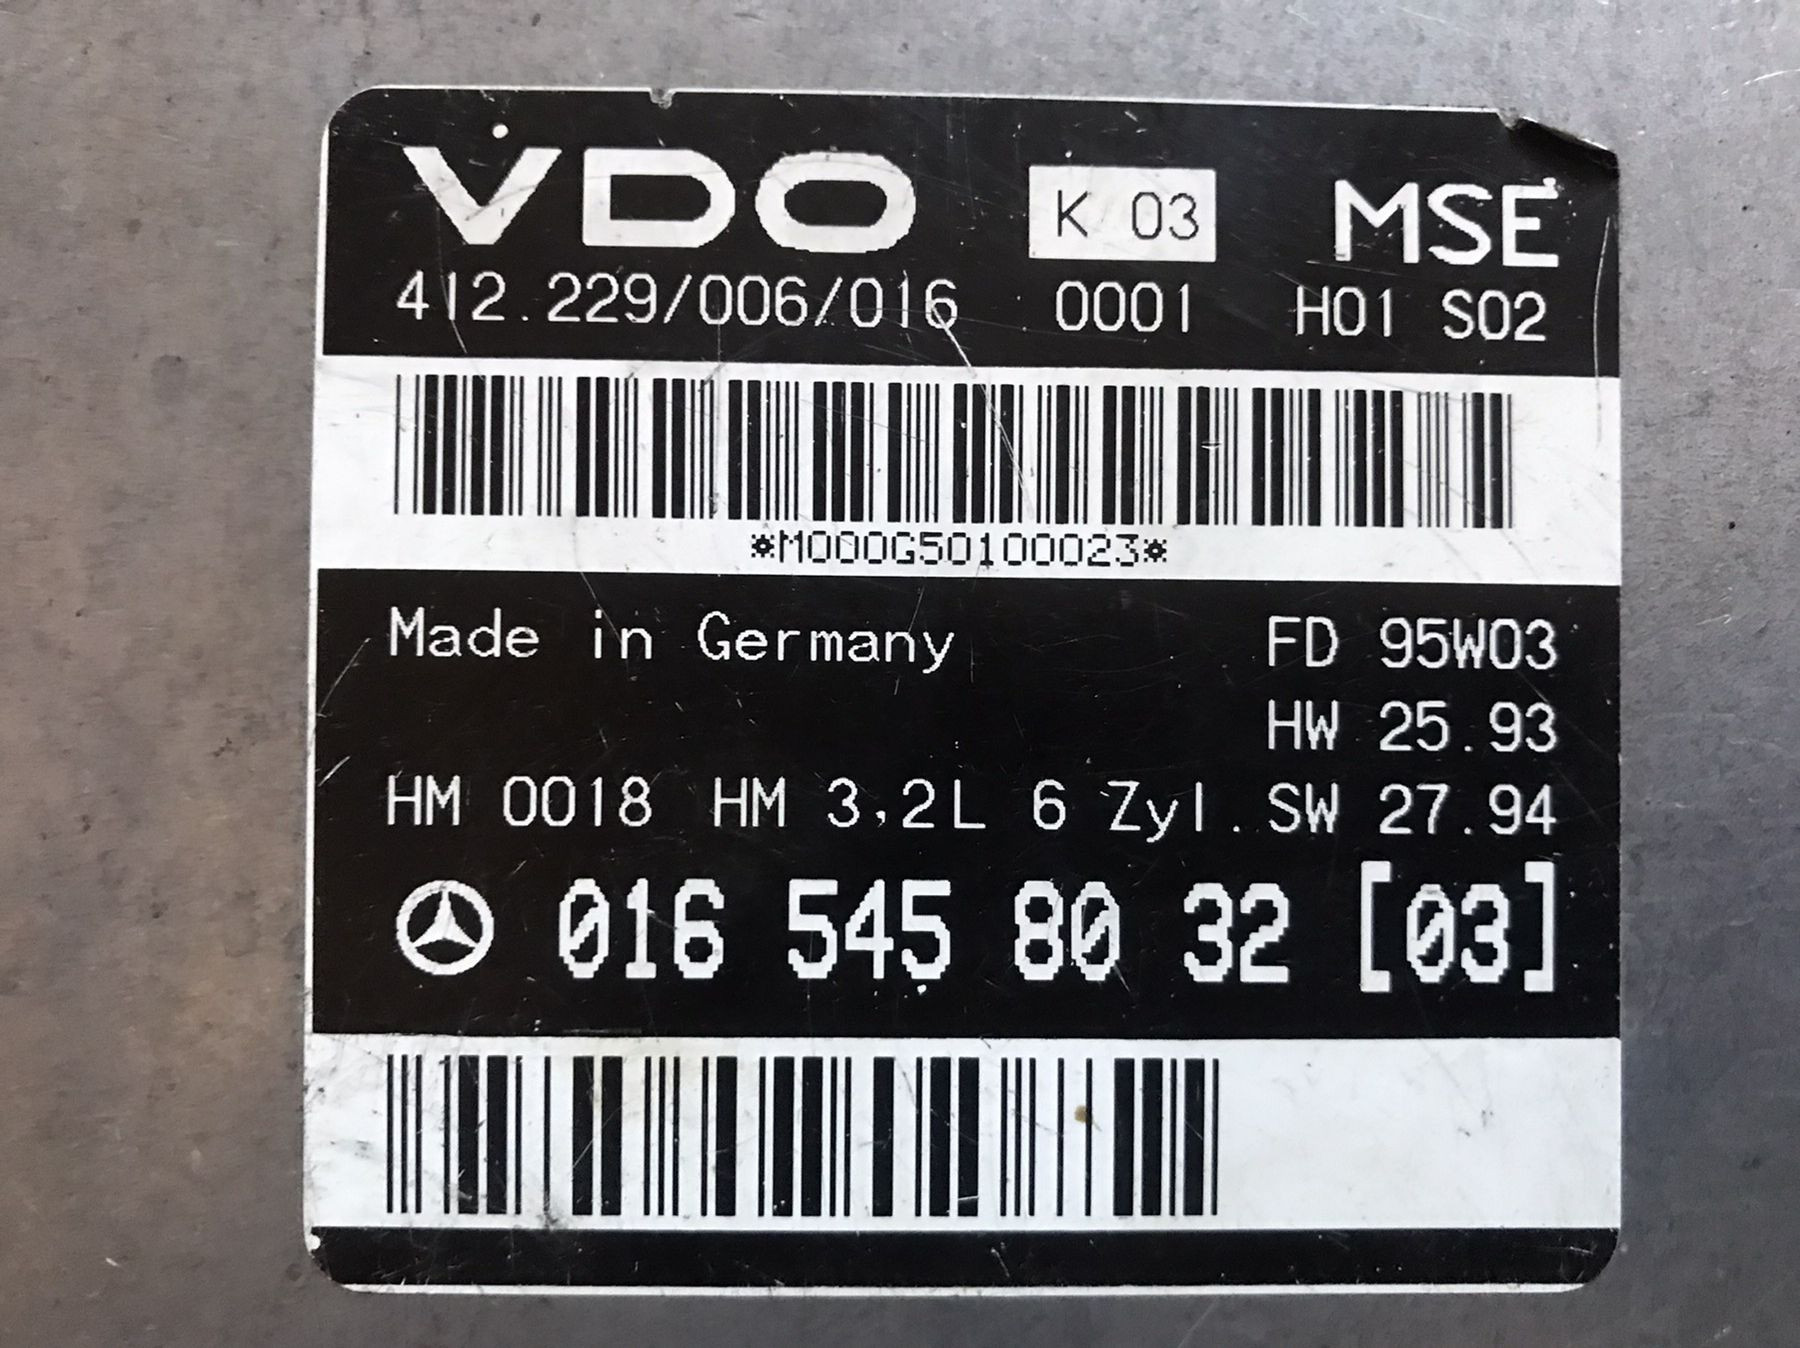 VDO K 03 MSE
412.229/006/016 0001 H01 S02
*M000G50100023*
Made in Germany FD 95W03
HW 25.93
HM 0018 HM 3,2L 6 Zyl. SW 27.94
016 545 80 32 [03]